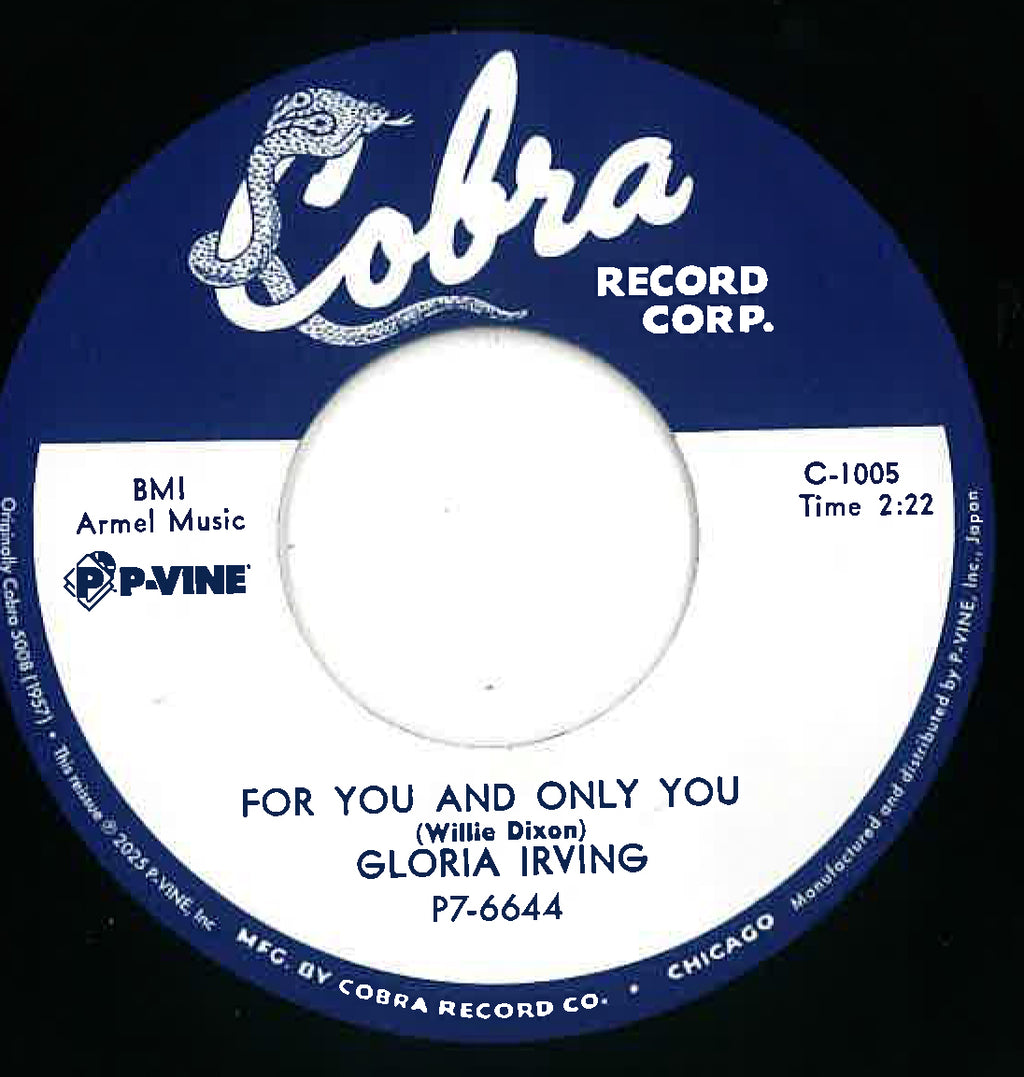 Cobra
RECORD
CORP.
BMI
Armel Music
P P-VINE
C-1005
Time 2:22
FOR YOU AND ONLY YOU
(Willie Dixon)
GLORIA IRVING
P7-6644
Originally Cobra 5008 (1957) • This reissue ℗ 2025 P-VINE, Inc
MFG. BY COBRA RECORD CO. • CHICAGO
Manufactured and distributed by P-VINE, Inc., Japan.